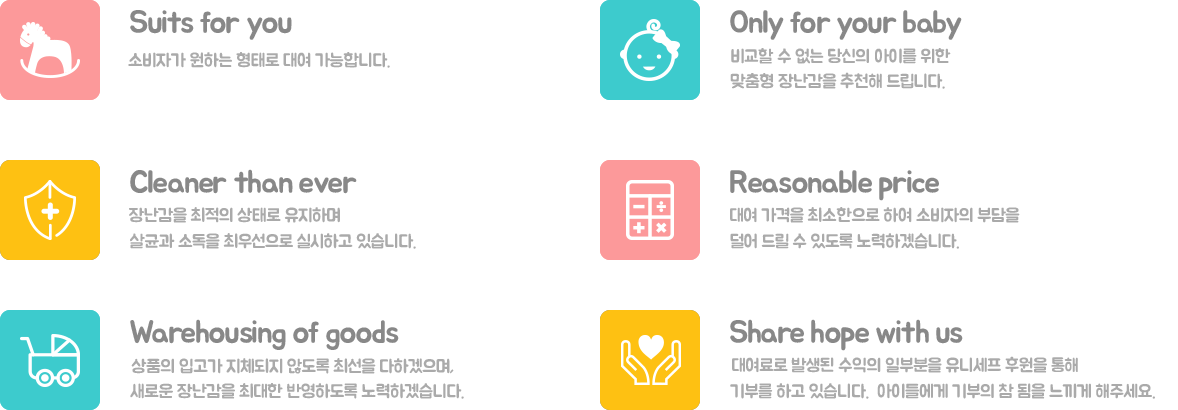 Suits for you
소비자가 원하는 형태로 대여 가능합니다.
Only for your baby
비교할 수 없는 당신의 아이를 위한
맞춤형 장난감을 추천해 드립니다.
Cleaner than ever
장난감을 최적의 상태로 유지하며
살균과 소독을 최우선으로 실시하고 있습니다.
Reasonable price
대여 가격을 최소한으로 하여 소비자의 부담을
덜어 드릴 수 있도록 노력하겠습니다.
Warehousing of goods
상품의 입고가 지체되지 않도록 최선을 다하겠으며,
새로운 장난감을 최대한 반영하도록 노력하겠습니다.
Share hope with us
대여료로 발생된 수익의 일부분을 유니세프 후원을 통해
기부를 하고 있습니다. 아이들에게 기부의 참 됨을 느끼게 해주세요.